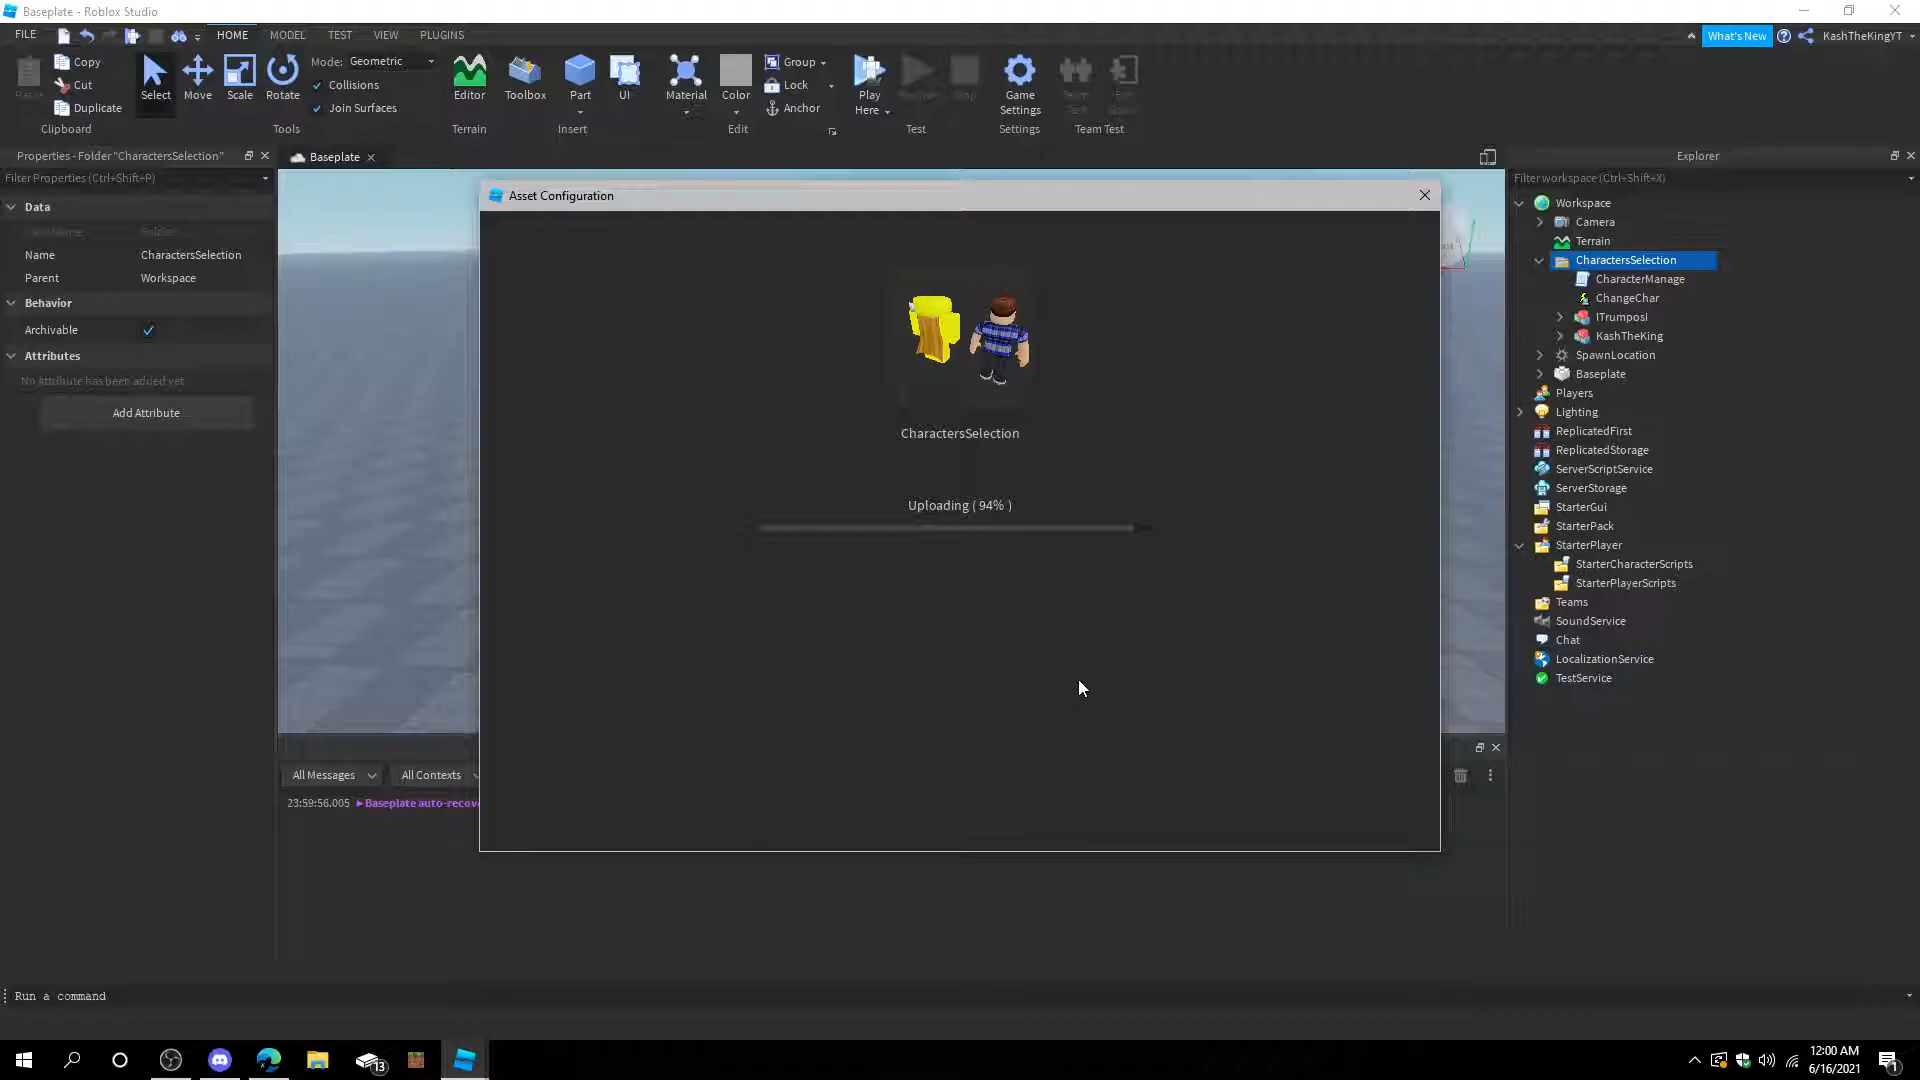 Baseplate - Roblox Studio
FILE
HOME
MODEL
TEST
VIEW
PLUGINS
What's New
KashTheKingYT
Copy
Cut
Duplicate
Clipboard
Select
Move
Scale
Rotate
Mode: Geometric
Collisions
Join Surfaces
Tools
Editor
Terrain
Toolbox
Part
UI
Insert
Material
Color
Group
Lock
Anchor
Edit
Play
Here
Test
Game
Settings
Settings
Team
Test
Team Test
Properties - Folder "CharactersSelection"
Filter Properties (Ctrl+Shift+P)
Data
Name CharactersSelection
Parent Workspace
Behavior
Archivable
Attributes
No Attribute has been added yet
Add Attribute
Baseplate
Asset Configuration
CharactersSelection
Uploading ( 94% )
All Messages
All Contexts
23:59:56.005 Baseplate auto-recov
Explorer
Filter workspace (Ctrl+Shift+X)
Workspace
Camera
Terrain
CharactersSelection
CharacterManage
ChangeChar
ITrumposI
KashTheKing
SpawnLocation
Baseplate
Players
Lighting
ReplicatedFirst
ReplicatedStorage
ServerScriptService
ServerStorage
StarterGui
StarterPack
StarterPlayer
StarterCharacterScripts
StarterPlayerScripts
Teams
SoundService
Chat
LocalizationService
TestService
Run a command
13
12:00 AM
6/16/2021
1